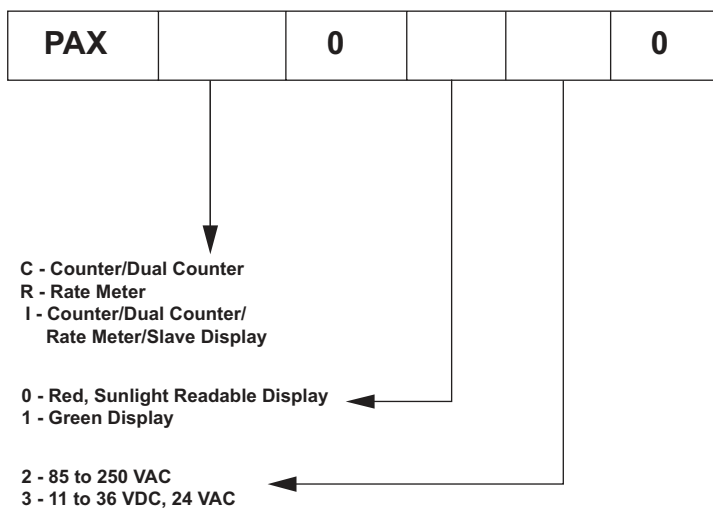 PAX 0 0
C - Counter/Dual Counter
R - Rate Meter
I - Counter/Dual Counter/
Rate Meter/Slave Display
0 - Red, Sunlight Readable Display
1 - Green Display
2 - 85 to 250 VAC
3 - 11 to 36 VDC, 24 VAC